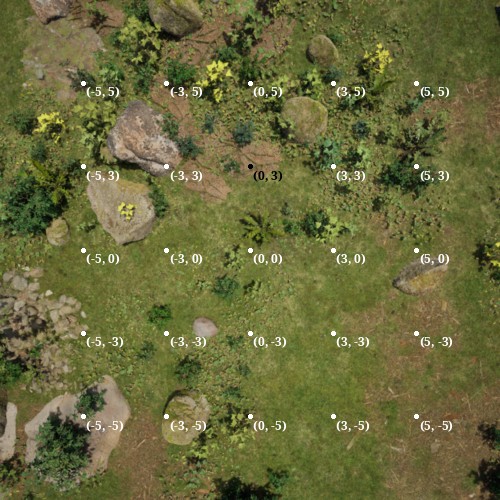 (-5, 5) (-3, 5) (0, 5) (3, 5) (5, 5)
(-5, 3) (-3, 3) (0, 3) (3, 3) (5, 3)
(-5, 0) (-3, 0) (0, 0) (3, 0) (5, 0)
(-5, -3) (-3, -3) (0, -3) (3, -3) (5, -3)
(-5, -5) (-3, -5) (0, -5) (3, -5) (5, -5)